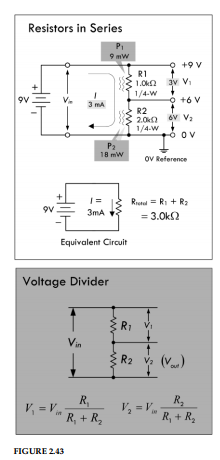 Resistors in Series
P1
9 mW
+9 V
R1
1.0kΩ
1/4-W
3V V1
9V
Vin
I
3 mA
+6 V
R2
2.0kΩ
1/4-W
6V V2
0 V
P2
18 mW
0V Reference
9V
I =
3mA
Rtotal = R1 + R2
= 3.0kΩ
Equivalent Circuit
Voltage Divider
Vin
R1
V1
R2
V2 (Vout)
V1 = Vin R1 / (R1 + R2)
V2 = Vin R2 / (R1 + R2)
FIGURE 2.43